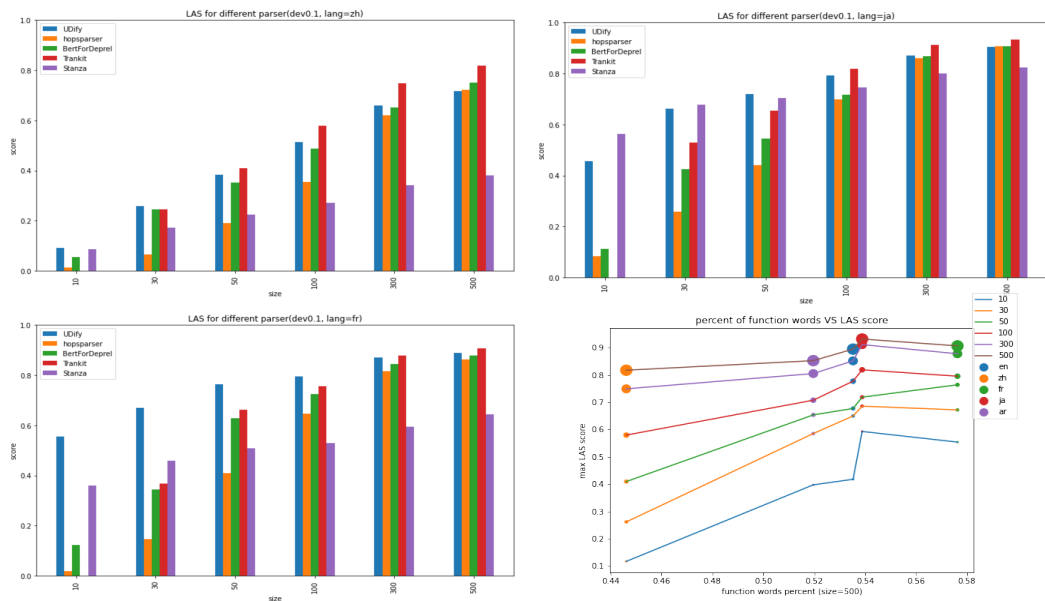 LAS for different parser(dev0.1, lang=zh)
UDify
hopsparser
BertForDeprel
Trankit
Stanza
score
1.0
0.8
0.6
0.4
0.2
0.0
10
30
50
100
300
500
size
LAS for different parser(dev0.1, lang=ja)
UDify
hopsparser
BertForDeprel
Trankit
Stanza
score
1.0
0.8
0.6
0.4
0.2
0.0
10
30
50
100
300
500
size
LAS for different parser(dev0.1, lang=fr)
UDify
hopsparser
BertForDeprel
Trankit
Stanza
score
1.0
0.8
0.6
0.4
0.2
0.0
10
30
50
100
300
500
size
percent of function words VS LAS score
10
30
50
100
300
500
en
zh
fr
ja
ar
max LAS score
0.9
0.8
0.7
0.6
0.5
0.4
0.3
0.2
0.1
0.44
0.46
0.48
0.50
0.52
0.54
0.56
0.58
function words percent (size=500)